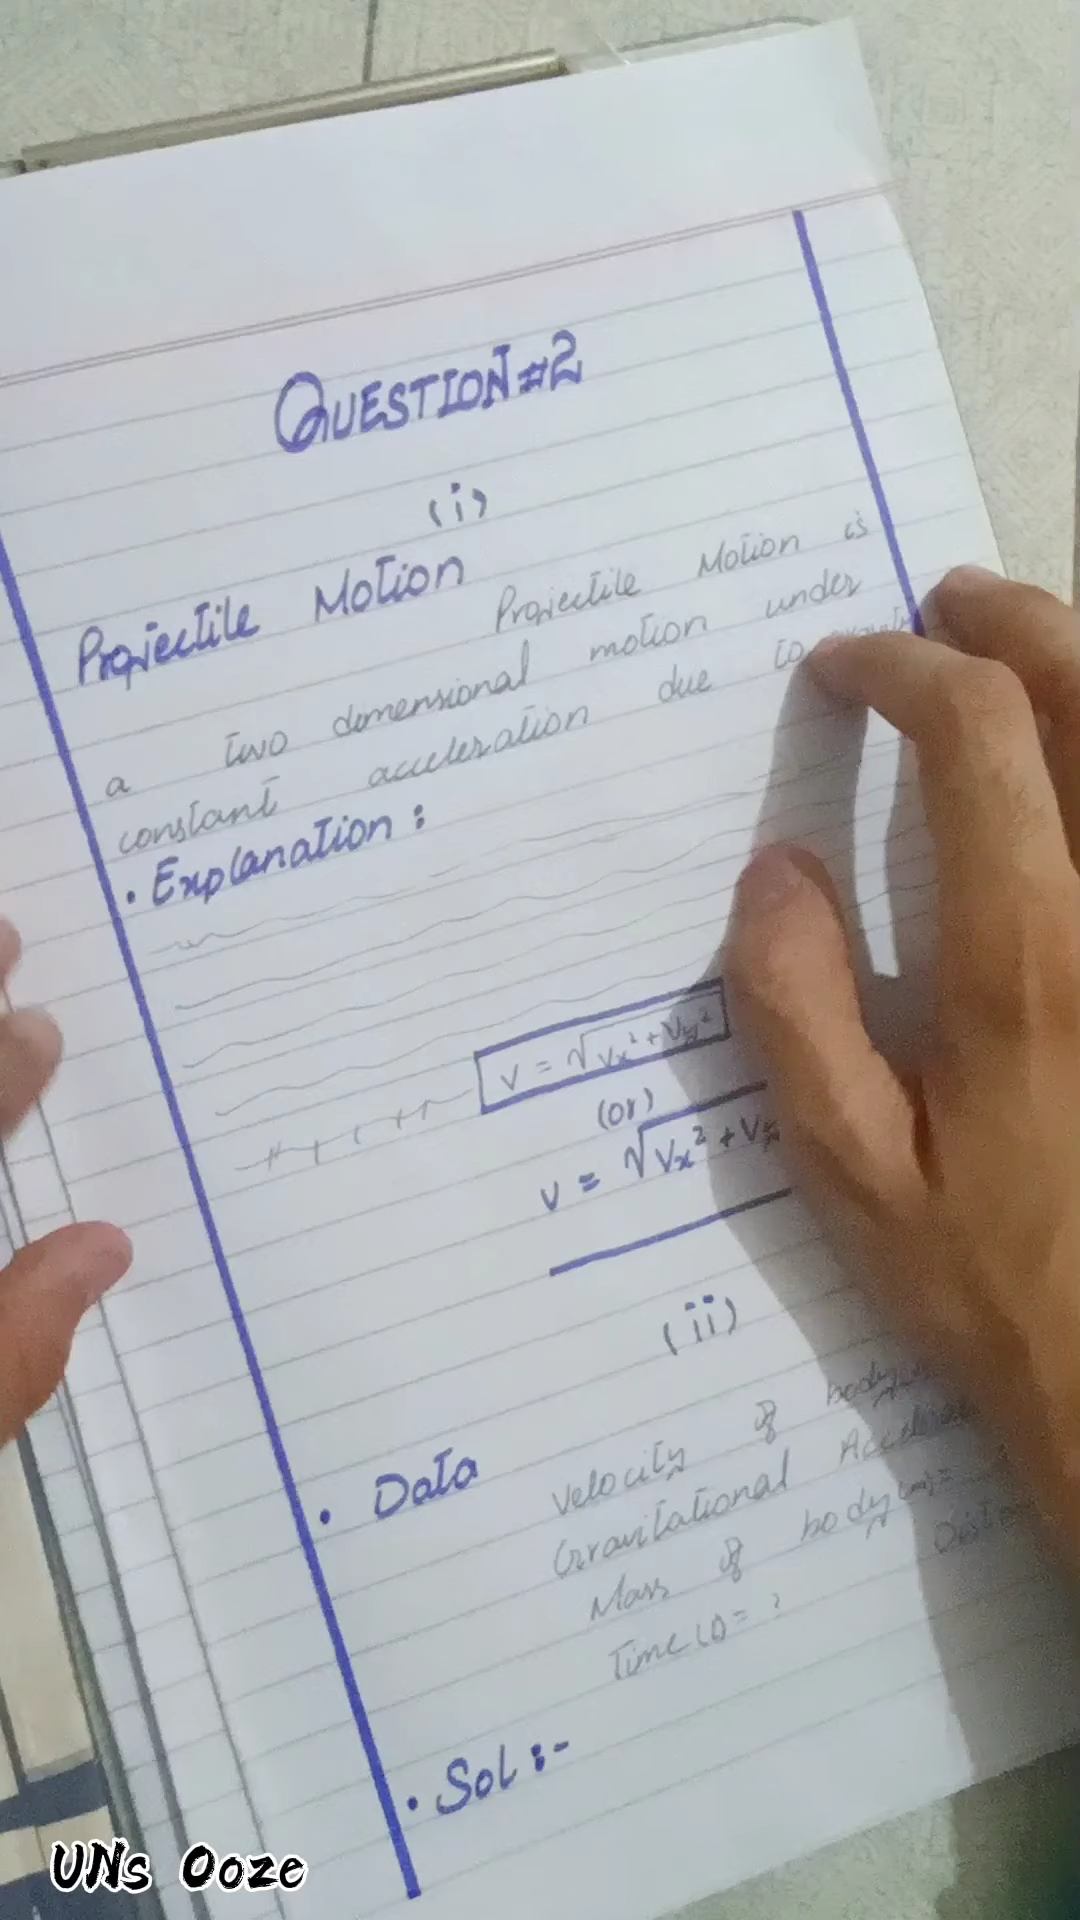 QUESTION#2
(i)
Projectile Motion
Projectile Motion is
a two dimensional motion under
constant acceleration due to
• Explanation :
V = √Vx² + Vy²
(or)
V = √Vx² + Vy
(ii)
• Data
Velocity of body
Gravitational
Mass of body (m)=
Time (t) = ?
• Sol :-
UNs Ooze